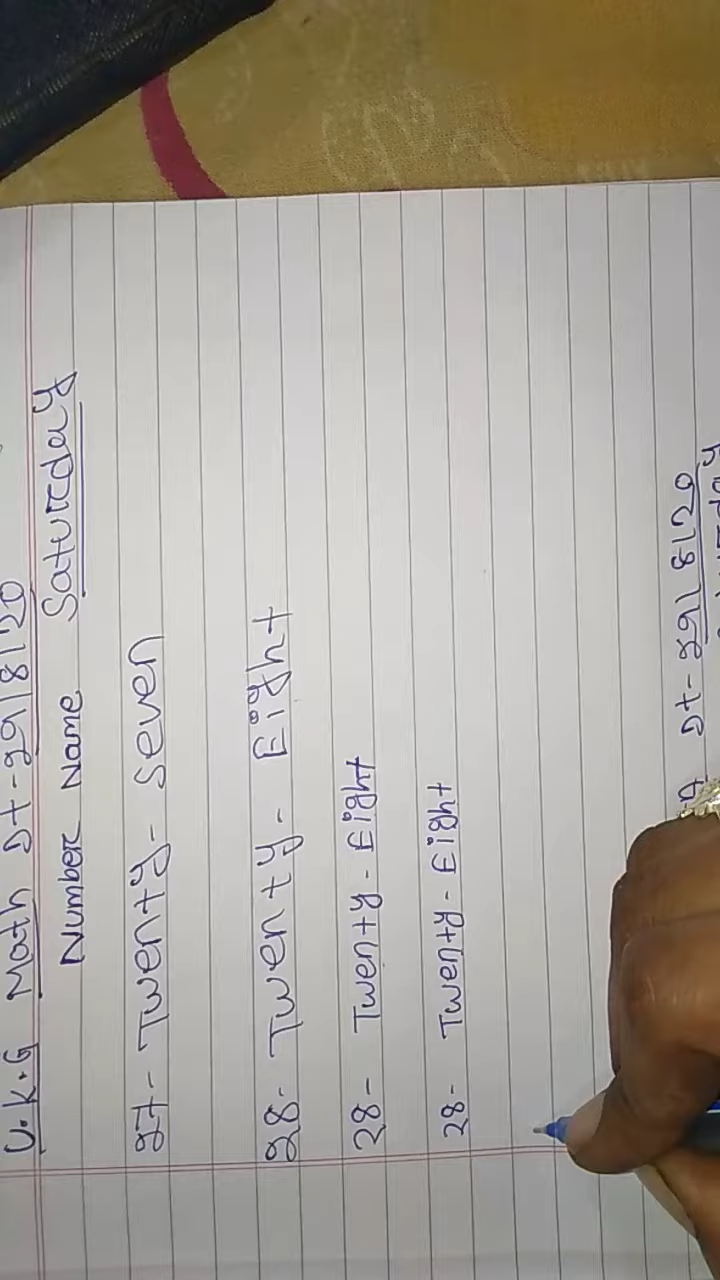 U.K.G Math Dt-29/8/20
Number Name Saturday
27- Twenty- Seven
28- Twenty- Eight
28- Twenty- Eight
28- Twenty- Eight
Dt-29/8/20